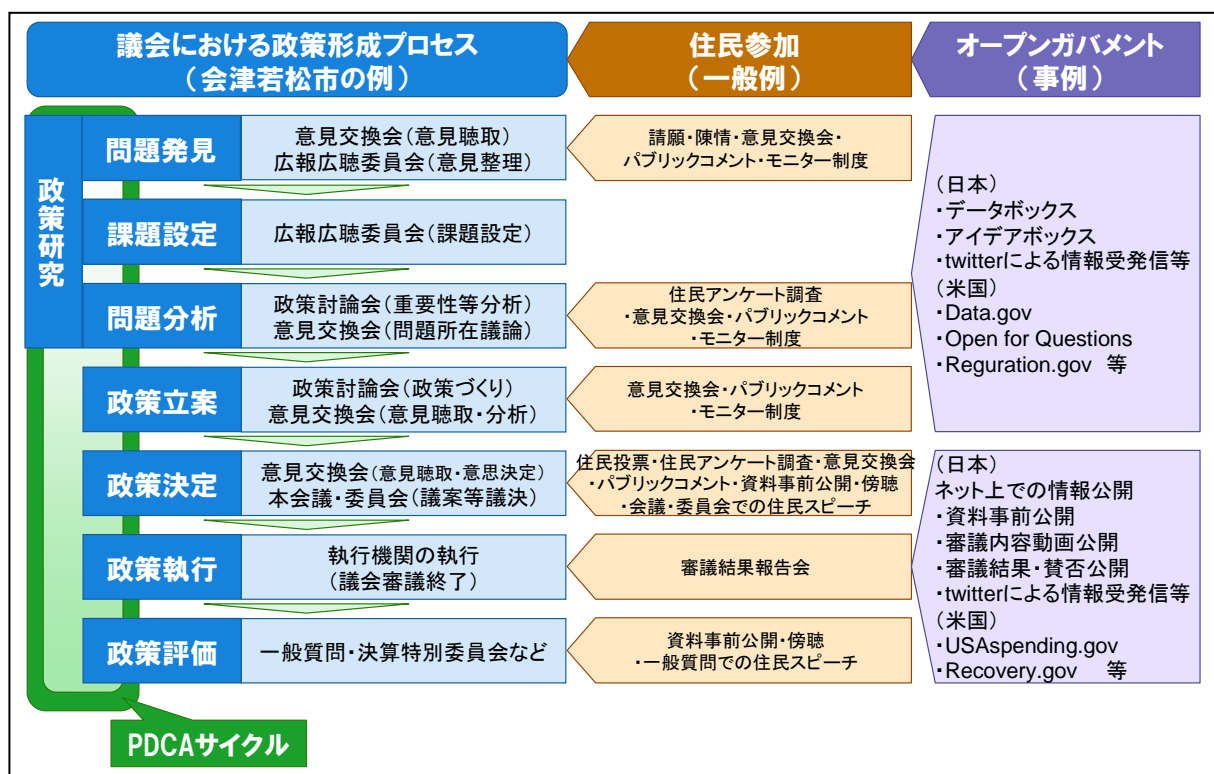 議会における政策形成プロセス
（会津若松市の例）
住民参加
（一般例）
オープンガバメント
（事例）
政策研究
問題発見
意見交換会（意見聴取）
広報広聴委員会（意見整理）
請願・陳情・意見交換会・
パブリックコメント・モニター制度
課題設定
広報広聴委員会（課題設定）
問題分析
政策討論会（重要性等分析）
意見交換会（問題所在議論）
住民アンケート調査
・意見交換会・パブリックコメント
・モニター制度
政策立案
政策討論会（政策づくり）
意見交換会（意見聴取・分析）
意見交換会・パブリックコメント
・モニター制度
（日本）
・データボックス
・アイデアボックス
・twitterによる情報受発信等
（米国）
・Data.gov
・Open for Questions
・Reguration.gov 等
政策決定
意見交換会（意見聴取・意思決定）
本会議・委員会（議案等議決）
住民投票・住民アンケート調査・意見交換会
・パブリックコメント・資料事前公開・傍聴
・会議・委員会での住民スピーチ
政策執行
執行機関の執行
（議会審議終了）
審議結果報告会
政策評価
一般質問・決算特別委員会など
資料事前公開・傍聴
・一般質問での住民スピーチ
（日本）
ネット上での情報公開
・資料事前公開
・審議内容動画公開
・審議結果・賛否公開
・twitterによる情報受発信等
（米国）
・USAspending.gov
・Recovery.gov 等
PDCAサイクル